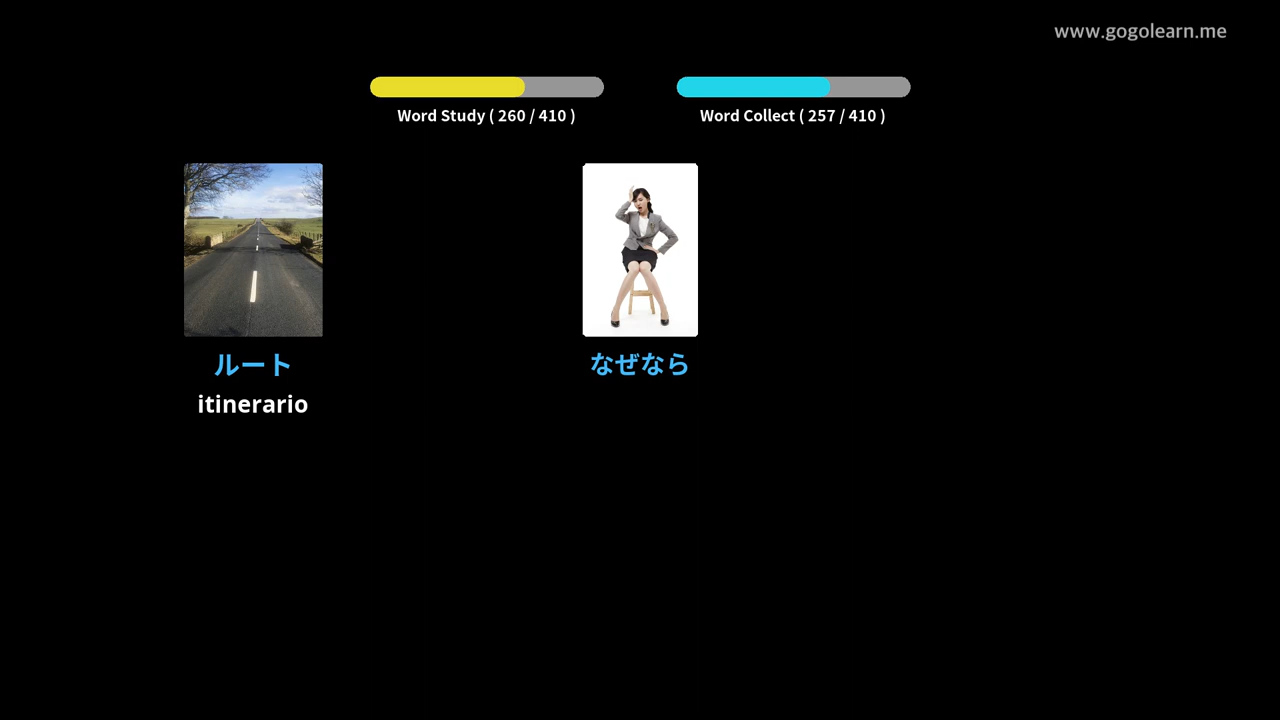 www.gogolearn.me
Word Study ( 260 / 410 )
Word Collect ( 257 / 410 )
ルート
itinerario
なぜなら